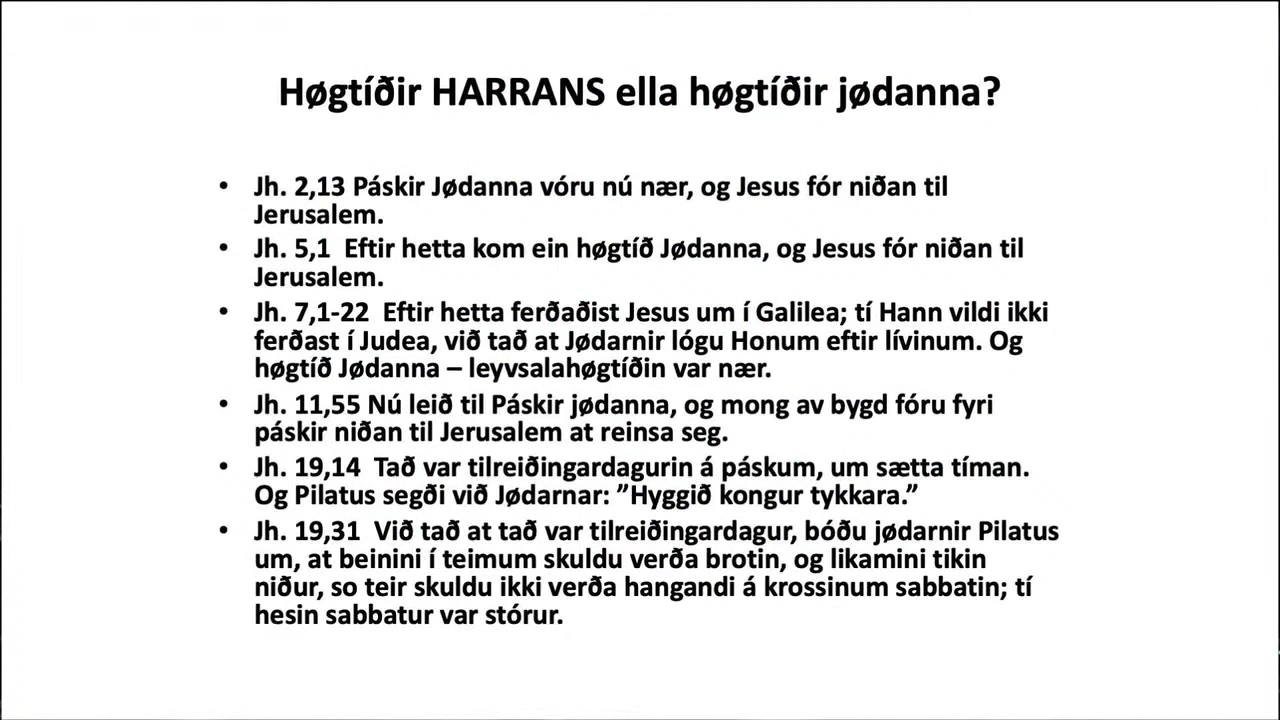 Høgtíðir HARRANS ella høgtíðir jødanna?
• Jh. 2,13 Páskir Jødanna vóru nú nær, og Jesus fór niðan til
Jerusalem.
• Jh. 5,1 Eftir hetta kom ein høgtíð Jødanna, og Jesus fór niðan til
Jerusalem.
• Jh. 7,1-22 Eftir hetta ferðaðist Jesus um í Galilea; tí Hann vildi ikki
ferðast í Judea, við tað at Jødarnir lógu Honum eftir lívinum. Og
høgtíð Jødanna – leyvsalahøgtíðin var nær.
• Jh. 11,55 Nú leið til Páskir jødanna, og mong av bygd fóru fyri
páskir niðan til Jerusalem at reinsa seg.
• Jh. 19,14 Tað var tilreiðingardagurin á páskum, um sætta tíman.
Og Pilatus segði við Jødarnar: ”Hyggið kongur tykkara.”
• Jh. 19,31 Við tað at tað var tilreiðingardagur, bóðu jødarnir Pilatus
um, at beinini í teimum skuldu verða brotin, og likamini tikin
niður, so teir skuldu ikki verða hangandi á krossinum sabbatin; tí
hesin sabbatur var stórur.